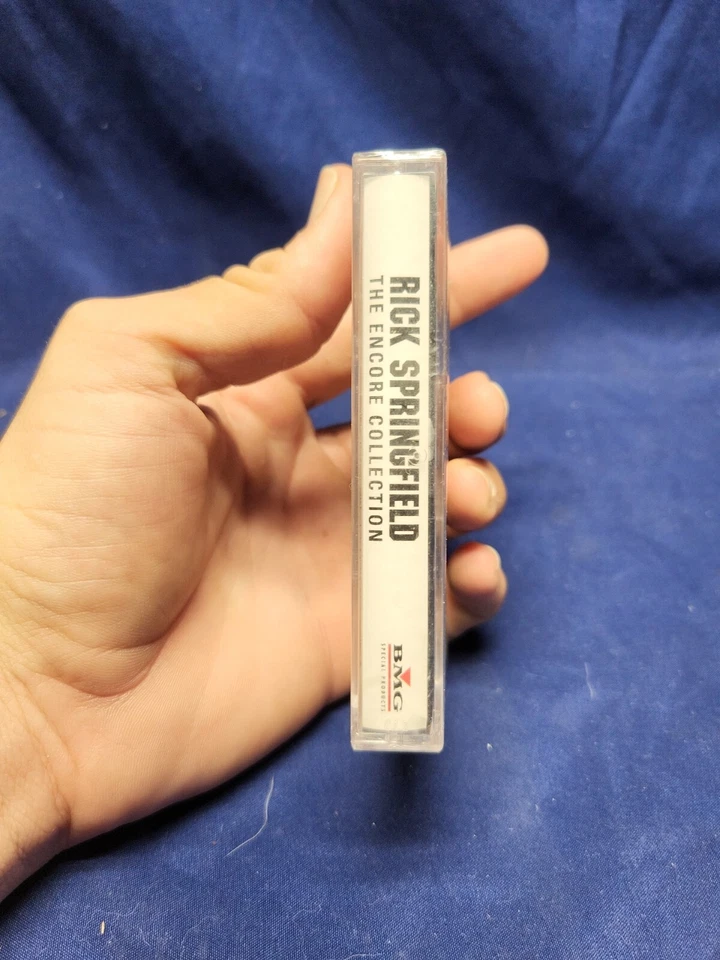 RICK SPRINGFIELD
THE ENCORE COLLECTION
BMG
SPECIAL PRODUCTS